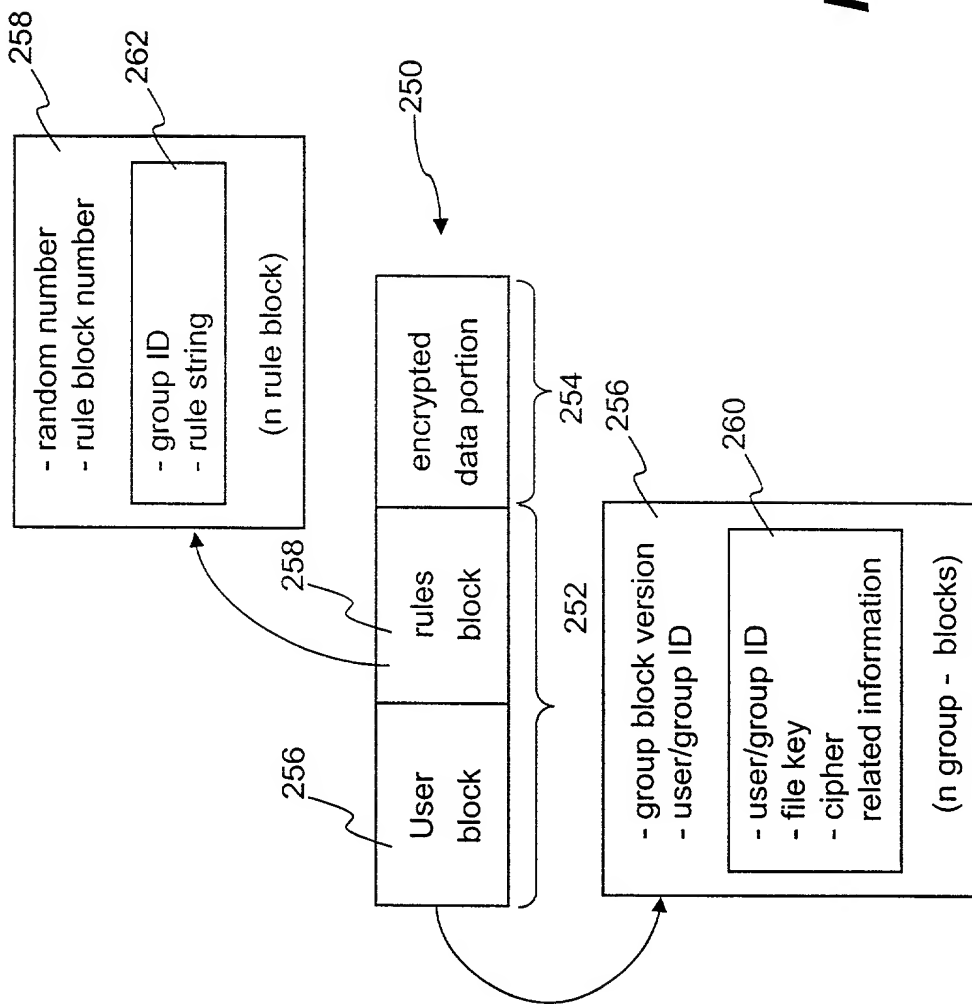 258
- random number
- rule block number
262
- group ID
- rule string
(n rule block)
250
256
User
block
258
rules
block
encrypted
data portion
252
254
256
- group block version
- user/group ID
260
- user/group ID
- file key
- cipher
related information
(n group - blocks)